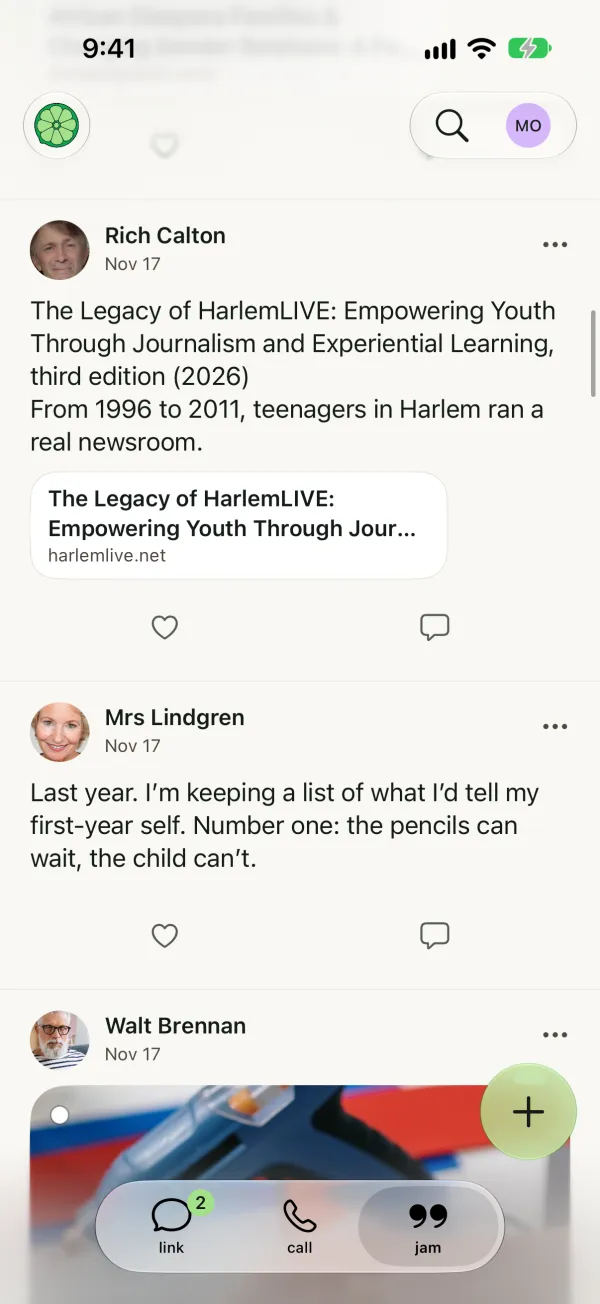 9:41
MO
Rich Calton
Nov 17
The Legacy of HarlemLIVE: Empowering Youth
Through Journalism and Experiential Learning,
third edition (2026)
From 1996 to 2011, teenagers in Harlem ran a
real newsroom.
The Legacy of HarlemLIVE:
Empowering Youth Through Jour...
harlemlive.net
Mrs Lindgren
Nov 17
Last year. I’m keeping a list of what I’d tell my
first-year self. Number one: the pencils can
wait, the child can’t.
Walt Brennan
Nov 17
2
link
call
jam